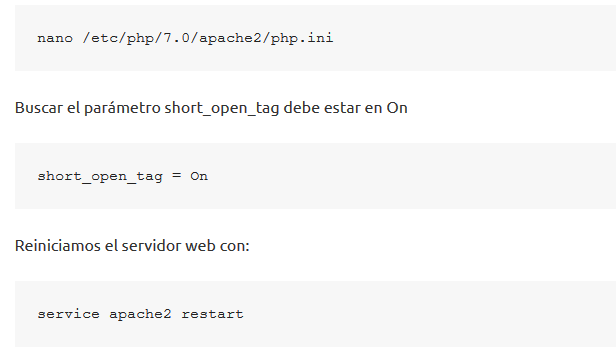 nano /etc/php/7.0/apache2/php.ini
Buscar el parámetro short_open_tag debe estar en On
short_open_tag = On
Reiniciamos el servidor web con:
service apache2 restart